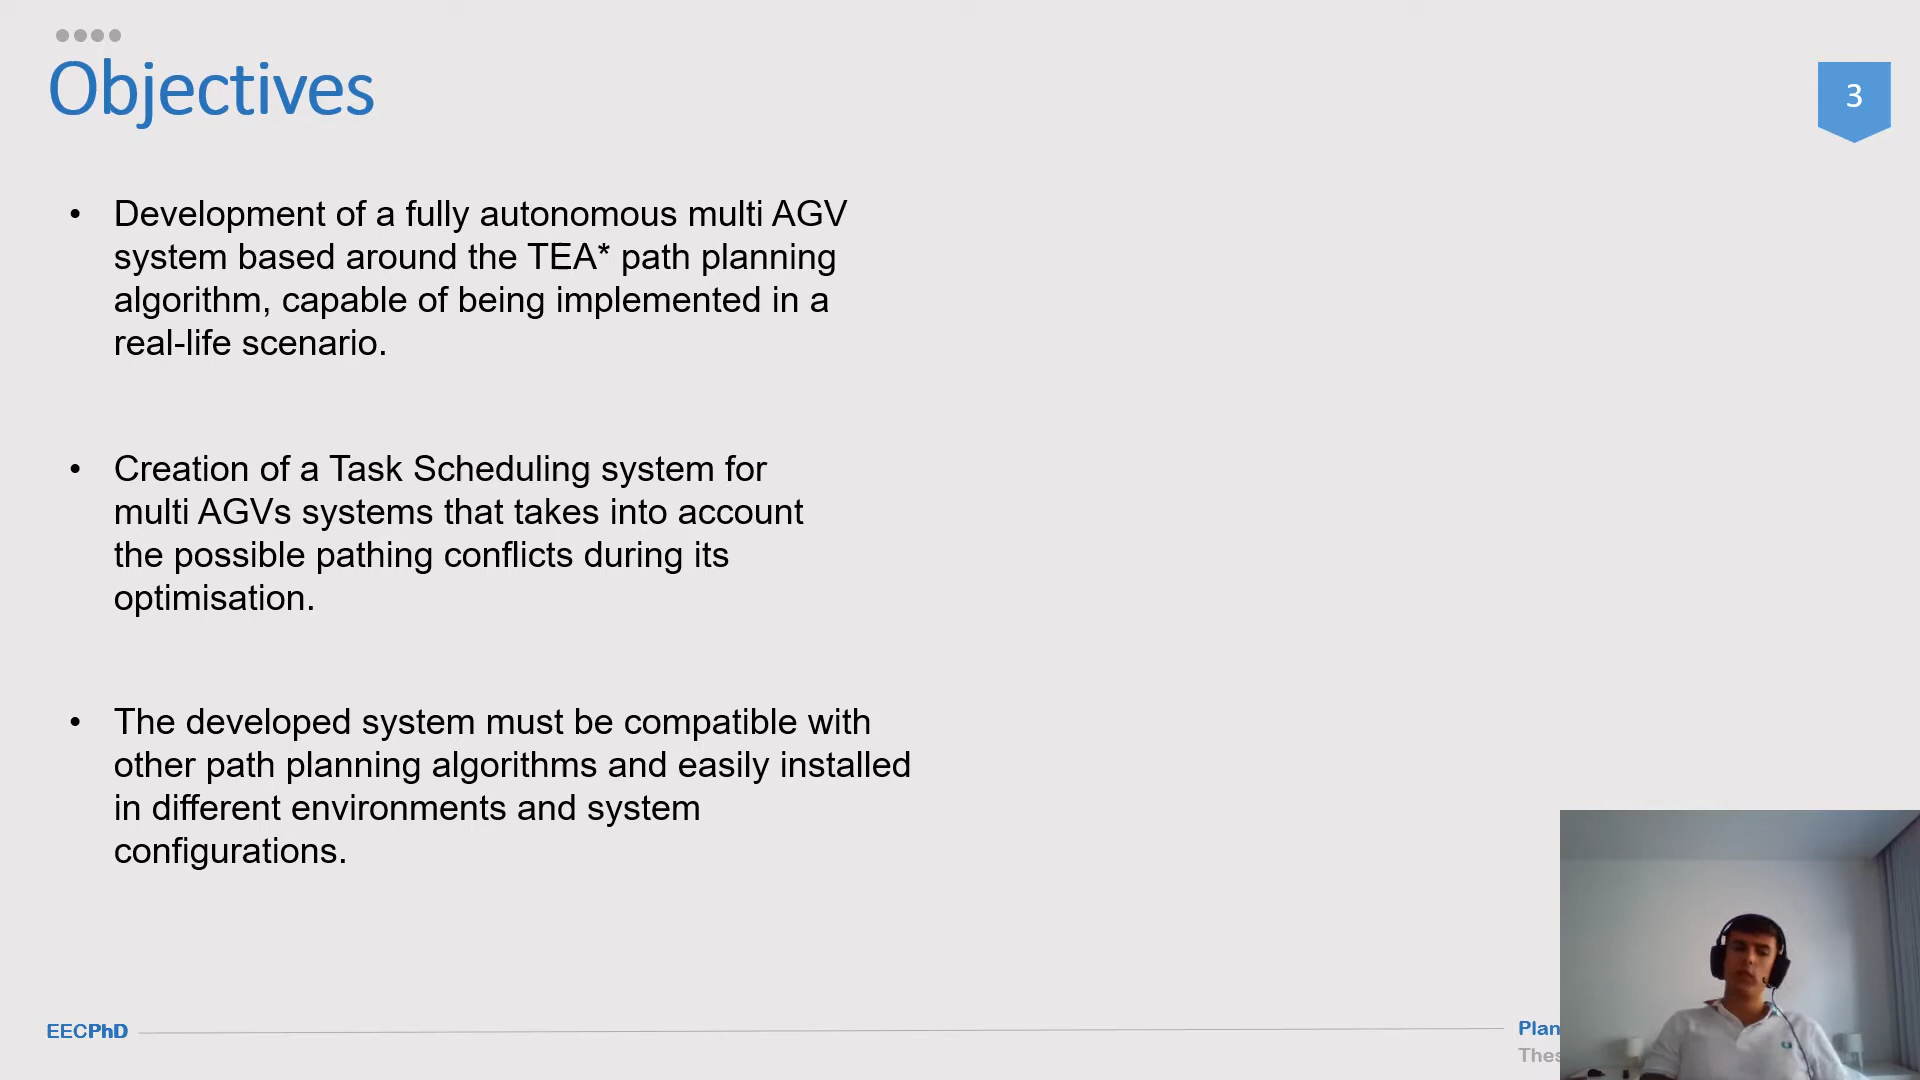 Objectives
3
• Development of a fully autonomous multi AGV
system based around the TEA* path planning
algorithm, capable of being implemented in a
real-life scenario.
• Creation of a Task Scheduling system for
multi AGVs systems that takes into account
the possible pathing conflicts during its
optimisation.
• The developed system must be compatible with
other path planning algorithms and easily installed
in different environments and system
configurations.
EECPhD
Plan
Thes